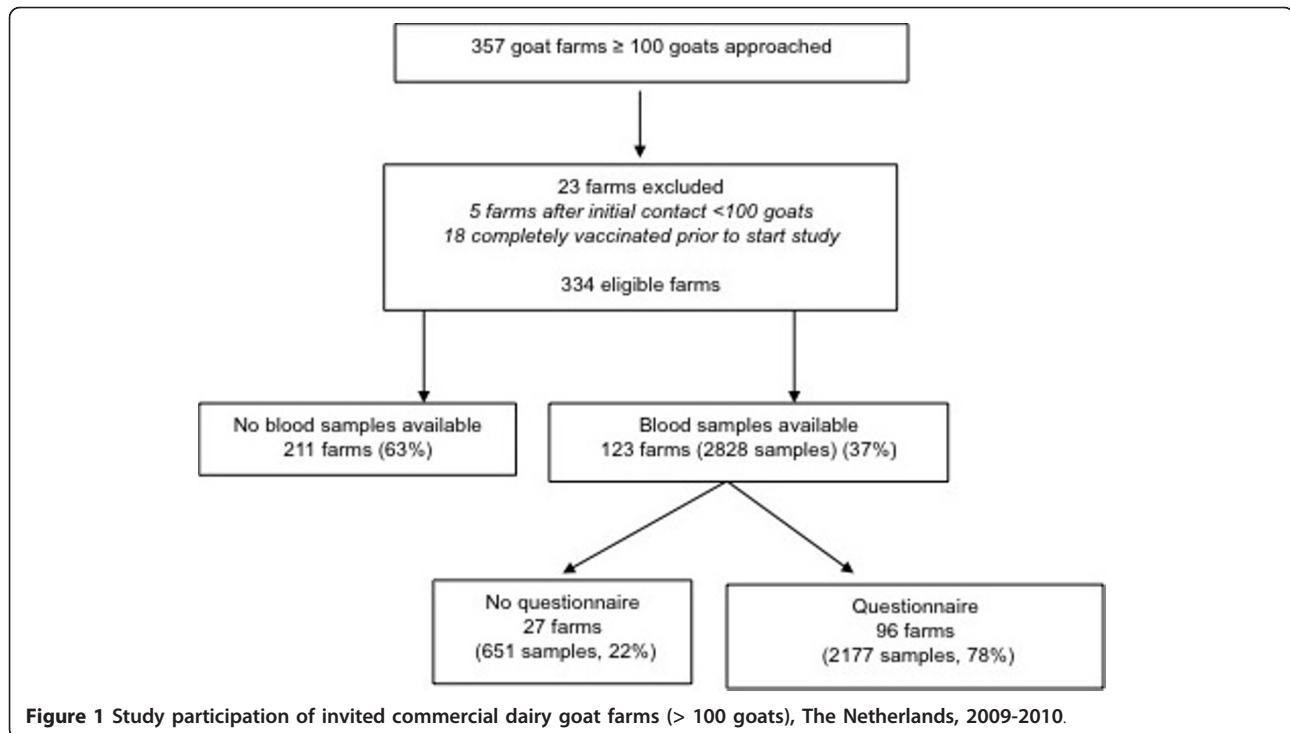 357 goat farms ≥ 100 goats approached
23 farms excluded
5 farms after initial contact <100 goats
18 completely vaccinated prior to start study
334 eligible farms
No blood samples available
211 farms (63%)
Blood samples available
123 farms (2828 samples) (37%)
No questionnaire
27 farms
(651 samples, 22%)
Questionnaire
96 farms
(2177 samples, 78%)
Figure 1 Study participation of invited commercial dairy goat farms (> 100 goats), The Netherlands, 2009-2010.